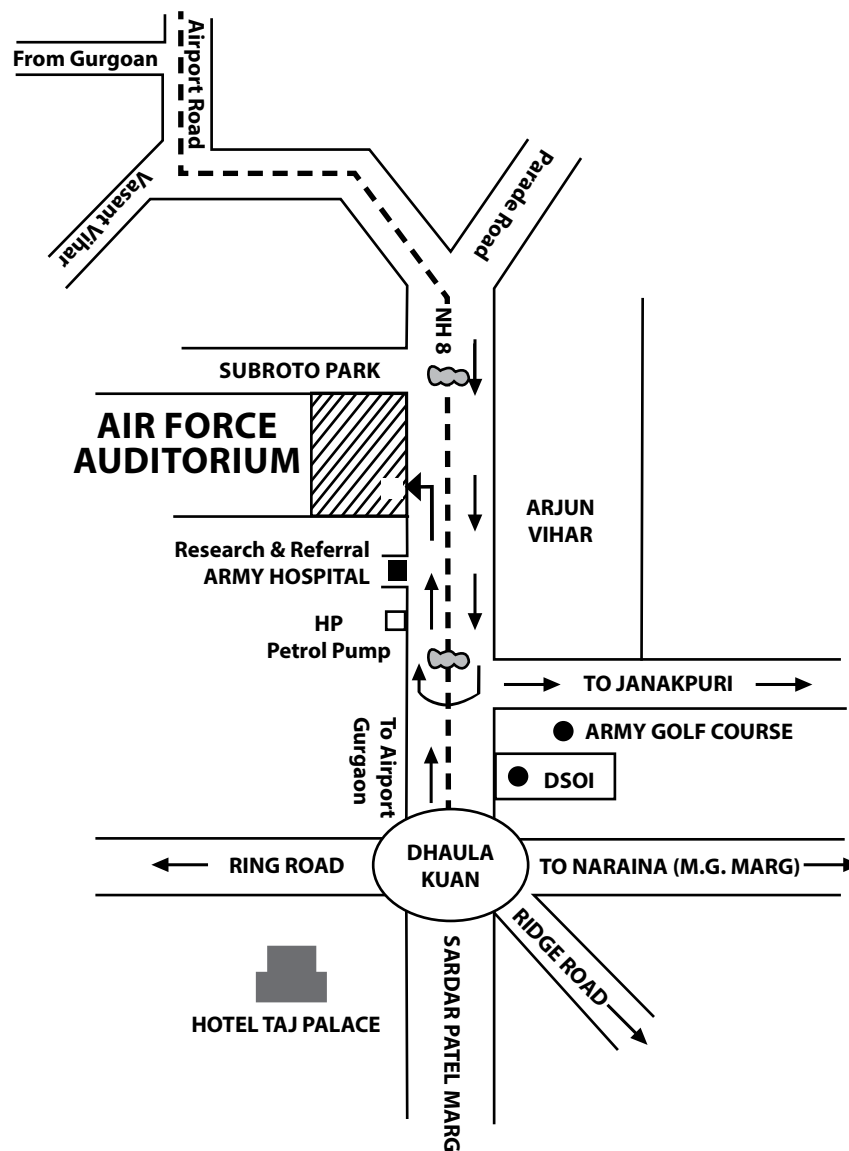 From Gurgoan
Airport Road
Vasant Vihar
Parade Road
NH 8
SUBROTO PARK
AIR FORCE
AUDITORIUM
ARJUN
VIHAR
Research & Referral
ARMY HOSPITAL
HP
Petrol Pump
TO JANAKPURI
To Airport
Gurgaon
ARMY GOLF COURSE
DSOI
RING ROAD
DHAULA
KUAN
TO NARAINA (M.G. MARG)
RIDGE ROAD
SARDAR PATEL MARG
HOTEL TAJ PALACE